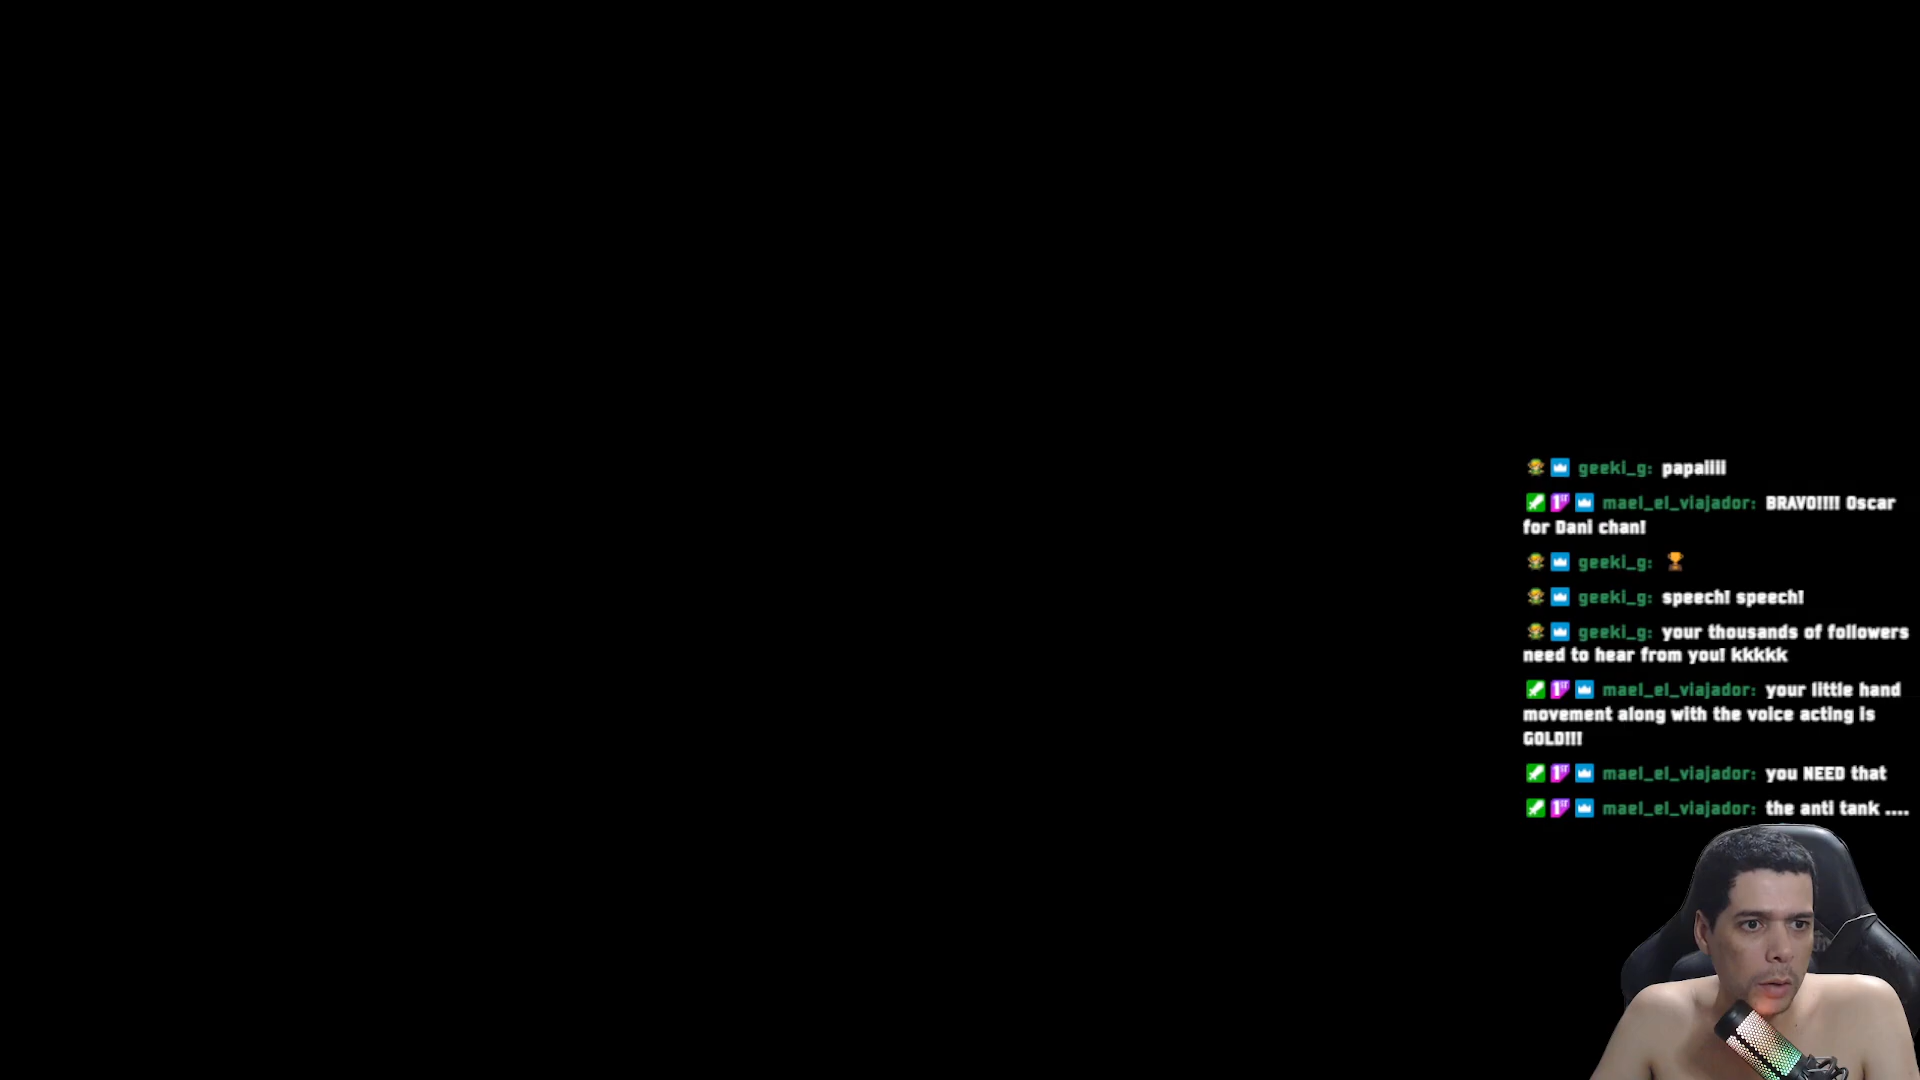 geeki_g: papaiiii
mael_el_viajador: BRAVO!!!! Oscar
for Dani chan!
geeki_g: 🏆
geeki_g: speech! speech!
geeki_g: your thousands of followers
need to hear from you! kkkkk
mael_el_viajador: your little hand
movement along with the voice acting is
GOLD!!!
mael_el_viajador: you NEED that
mael_el_viajador: the anti tank ....